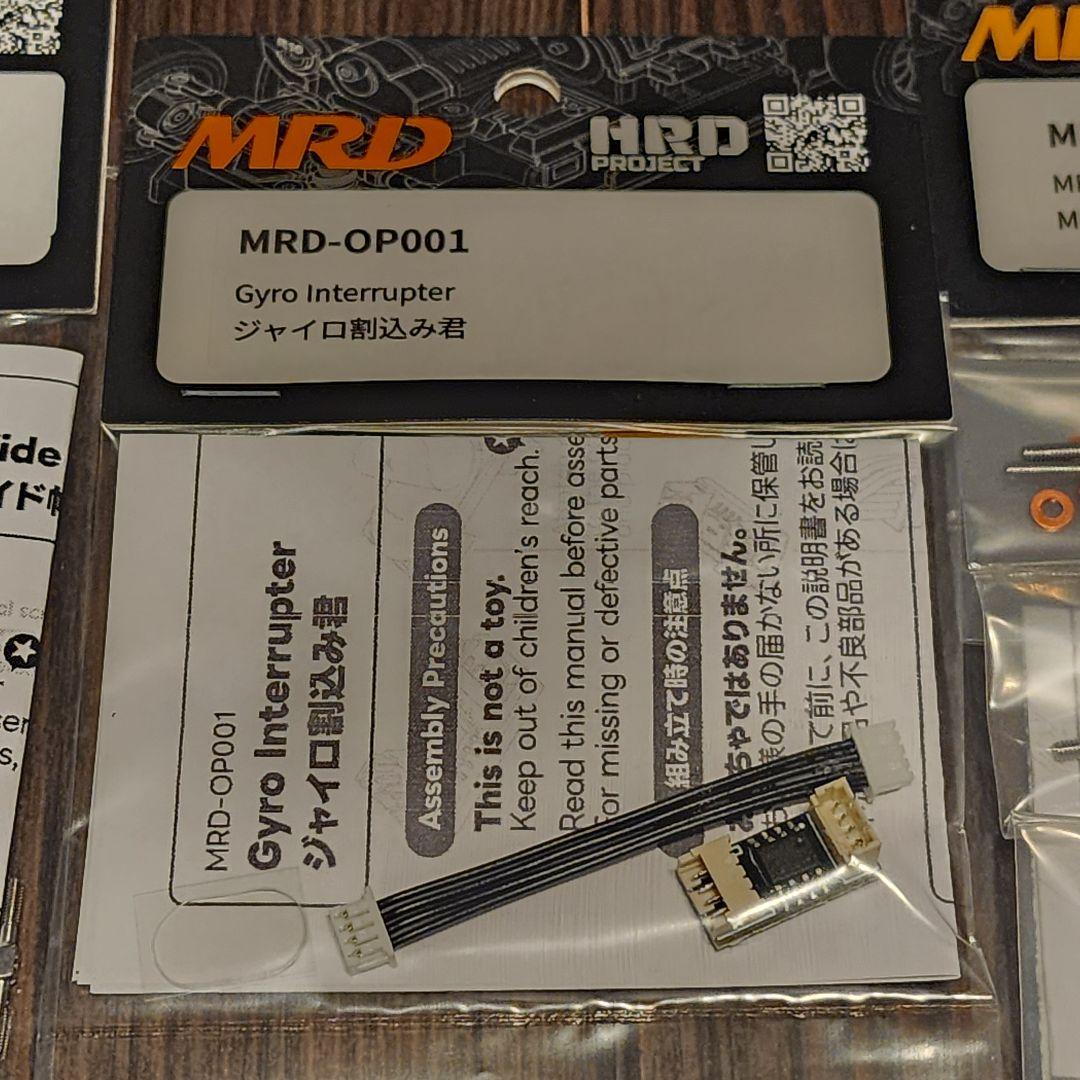 MRD
HRD
PROJECT
MRD-OP001
Gyro Interrupter
ジャイロ割込み君
MRD-OP001
Gyro Interrupter
ジャイロ割込み君
Assembly Precautions
This is not a toy.
Keep out of children's reach.
Read this manual before asse
For missing or defective parts
組み立て時の注意点
ちゃではありません。
様の手の届かない所に保管し
て前に、この説明書をお読
や不良部品がある場合に
ide
イド